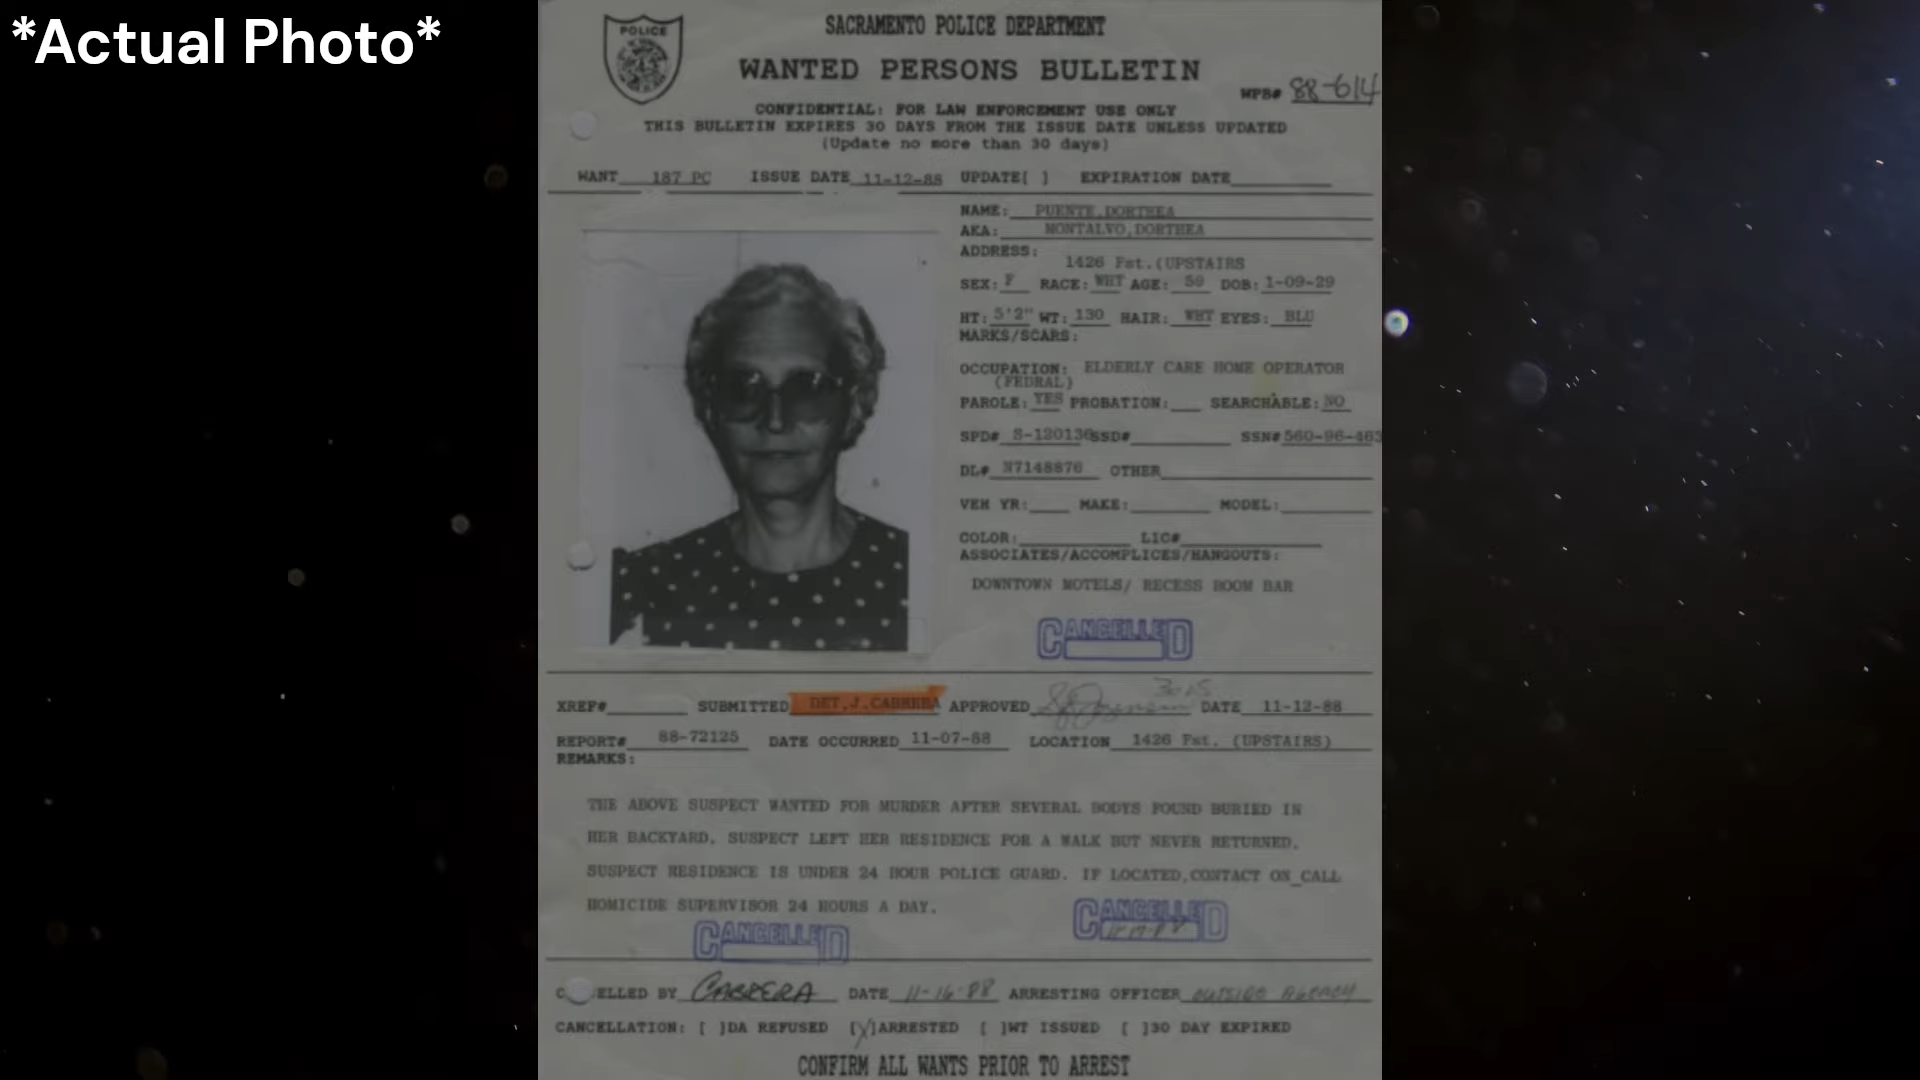 *Actual Photo*
POLICE
SACRAMENTO POLICE DEPARTMENT
WANTED PERSONS BULLETIN
WPB# 88-614
CONFIDENTIAL: FOR LAW ENFORCEMENT USE ONLY
THIS BULLETIN EXPIRES 30 DAYS FROM THE ISSUE DATE UNLESS UPDATED
(Update no more than 30 days)
WANT 187 PC ISSUE DATE 11-12-88 UPDATE[ ] EXPIRATION DATE
NAME: PUENTE,DORTHEA
AKA: MONTALVO,DORTHEA
ADDRESS:
1426 Fst.(UPSTAIRS
SEX: F RACE: WHT AGE: 59 DOB: 1-09-29
HT: 5'2" WT: 130 HAIR: WHT EYES: BLU
MARKS/SCARS:
OCCUPATION: ELDERLY CARE HOME OPERATOR
(FEDRAL)
PAROLE: YES PROBATION: SEARCHABLE: NO
SPD# S-120136 SSD# SSN# 560-96-463
DL# N7148876 OTHER
VEH YR: MAKE: MODEL:
COLOR: LIC#
ASSOCIATES/ACCOMPLICES/HANGOUTS:
DOWNTOWN MOTELS/ RECESS ROOM BAR
CANCELLED
XREF# SUBMITTED DET,J.CABRERA APPROVED DATE 11-12-88
REPORT# 88-72125 DATE OCCURRED 11-07-88 LOCATION 1426 Fst. (UPSTAIRS)
REMARKS:
THE ABOVE SUSPECT WANTED FOR MURDER AFTER SEVERAL BODYS FOUND BURIED IN
HER BACKYARD. SUSPECT LEFT HER RESIDENCE FOR A WALK BUT NEVER RETURNED.
SUSPECT RESIDENCE IS UNDER 24 HOUR POLICE GUARD. IF LOCATED,CONTACT ON_CALL
HOMICIDE SUPERVISOR 24 HOURS A DAY.
CANCELLED
CANCELLED
C ELLED BY CABRERA DATE 11-16-88 ARRESTING OFFICER OUTSIDE AGENCY
CANCELLATION: [ ]DA REFUSED [X]ARRESTED [ ]WT ISSUED [ ]30 DAY EXPIRED
CONFIRM ALL WANTS PRIOR TO ARREST